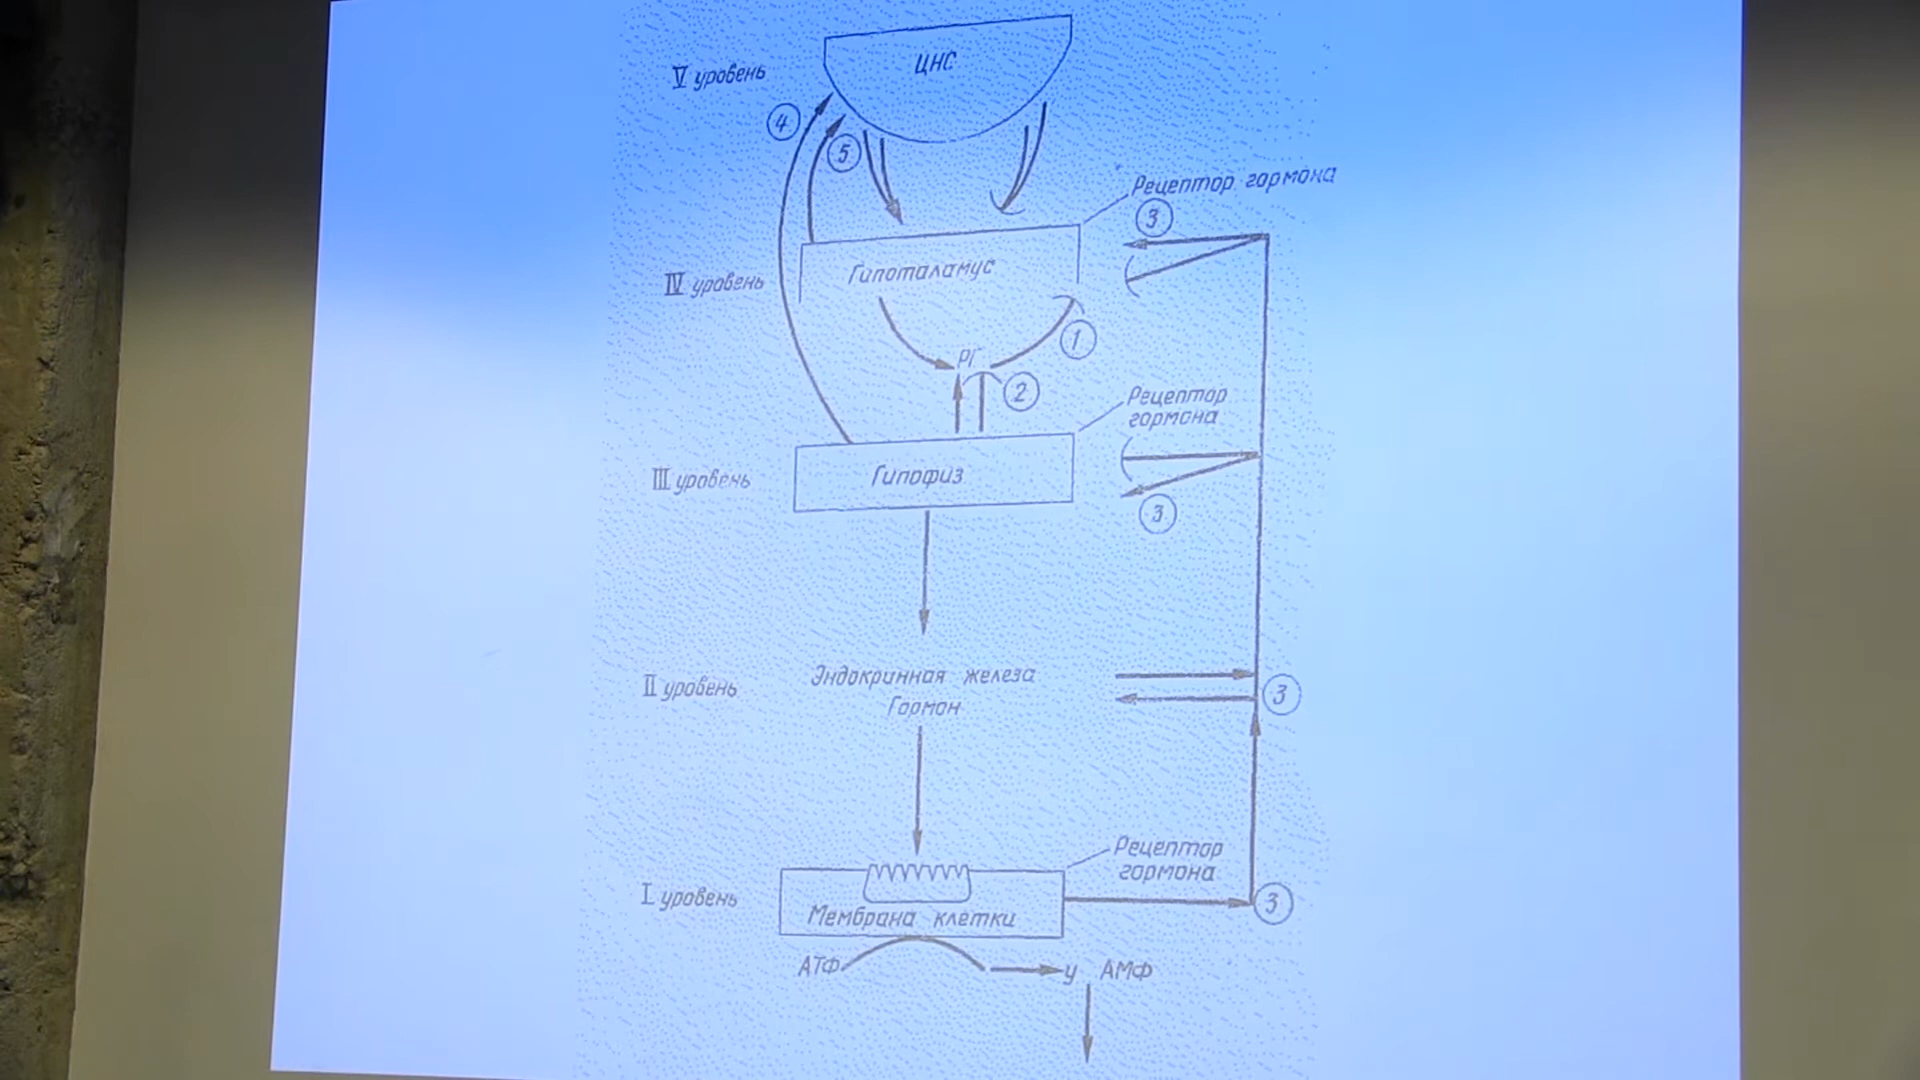 ЦНС
V уровень
4
5
Рецептор гормона
3
Гипоталамус
IV уровень
1
РГ
2
Рецептор
гормона
Гипофиз
III уровень
3
Эндокринная железа
Гормон
II уровень
3
Рецептор
гормона
I уровень
Мембрана клетки
3
АТФ
у АМФ